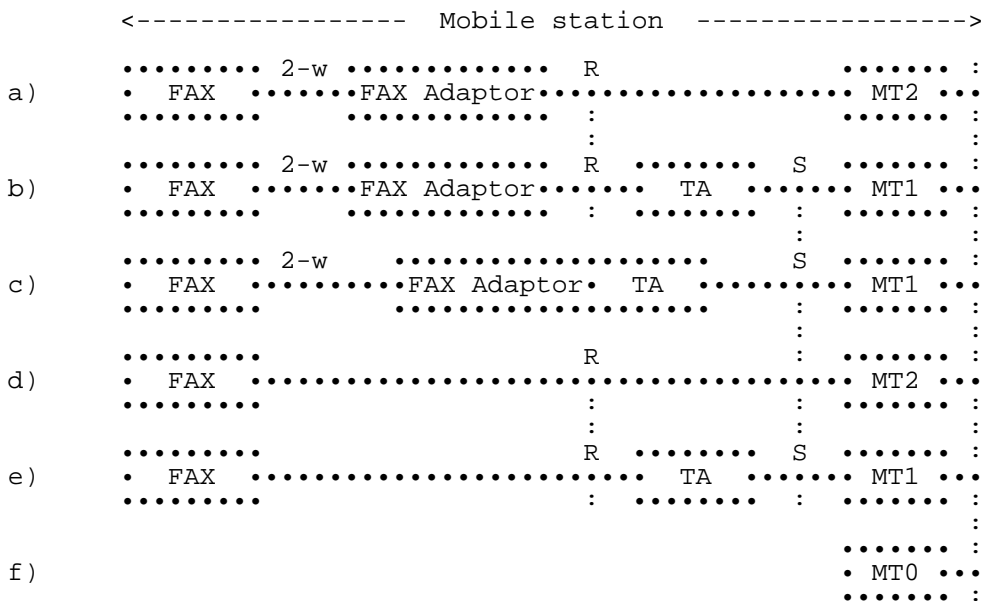 <----------------- Mobile station ----------------->
2-w R
a) FAX FAX Adaptor MT2
2-w R S
b) FAX FAX Adaptor TA MT1
2-w S
c) FAX FAX Adaptor TA MT1
R
d) FAX MT2
R S
e) FAX TA MT1
f) MT0